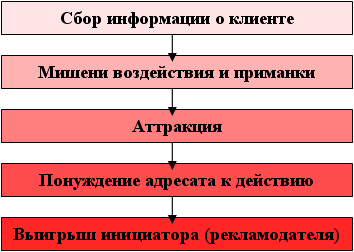 Сбор информации о клиенте
Мишени воздействия и приманки
Аттракция
Понуждение адресата к действию
Выигрыш инициатора (рекламодателя)